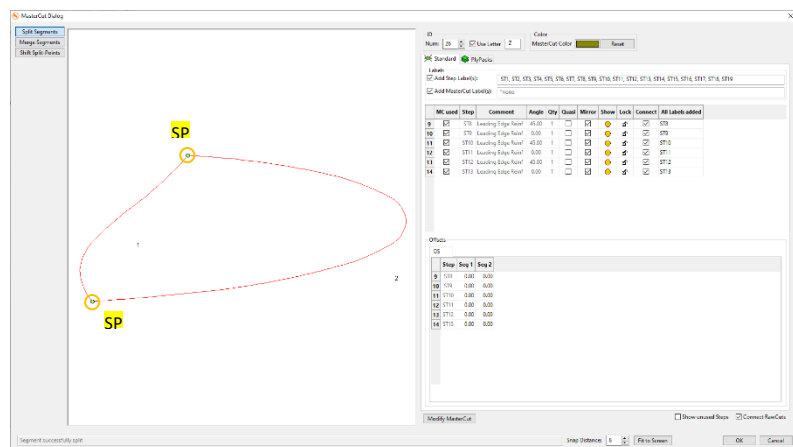 MasterCut Dialog
Split Segments
Merge Segments
Shift Split-Points
SP
1
2
SP
ID
Num: 28 Use Letter 2
Color
MasterCut Color Reset
Standard PlyPacks
Labels
Add Step Label(s): ST1, ST2, ST3, ST4, ST5, ST6, ST7, ST8, ST9, ST10, ST11, ST12, ST13, ST14, ST15, ST16, ST17, ST18, ST19
Add MasterCut Label(s): *none
MC used Step Comment Angle Qty Quasi Mirror Show Lock Connect All Labels added
9 ST8 Leading Edge Reinf 45.00 1 ST8
10 ST9 Leading Edge Reinf 0.00 1 ST9
11 ST10 Leading Edge Reinf 45.00 1 ST10
12 ST11 Leading Edge Reinf 0.00 1 ST11
13 ST12 Leading Edge Reinf 45.00 1 ST12
14 ST13 Leading Edge Reinf 0.00 1 ST13
Offsets
OS
Step Seg 1 Seg 2
9 ST8 0.00 0.00
10 ST9 0.00 0.00
11 ST10 0.00 0.00
12 ST11 0.00 0.00
13 ST12 0.00 0.00
14 ST13 0.00 0.00
Modify MasterCut
Show unused Steps Connect RawCuts
Segment successfully split.
Snap Distance: Fit to Screen OK Cancel